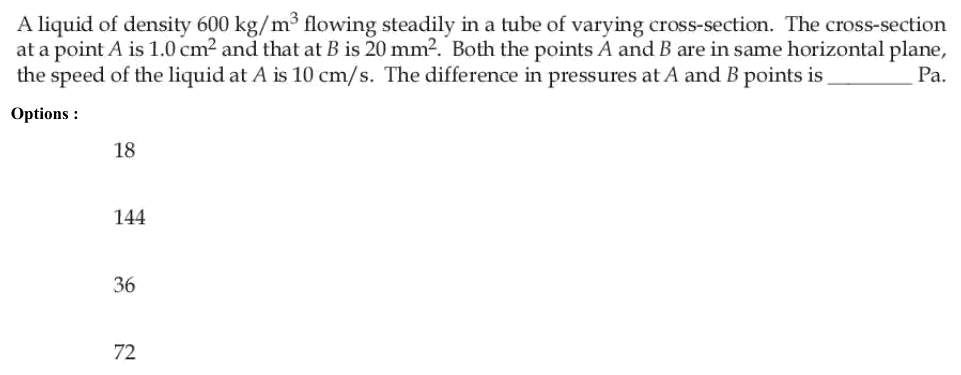 A liquid of density 600 kg/m³ flowing steadily in a tube of varying cross-section. The cross-section
at a point A is 1.0 cm² and that at B is 20 mm². Both the points A and B are in same horizontal plane,
the speed of the liquid at A is 10 cm/s. The difference in pressures at A and B points is ________ Pa.
Options :
18
144
36
72